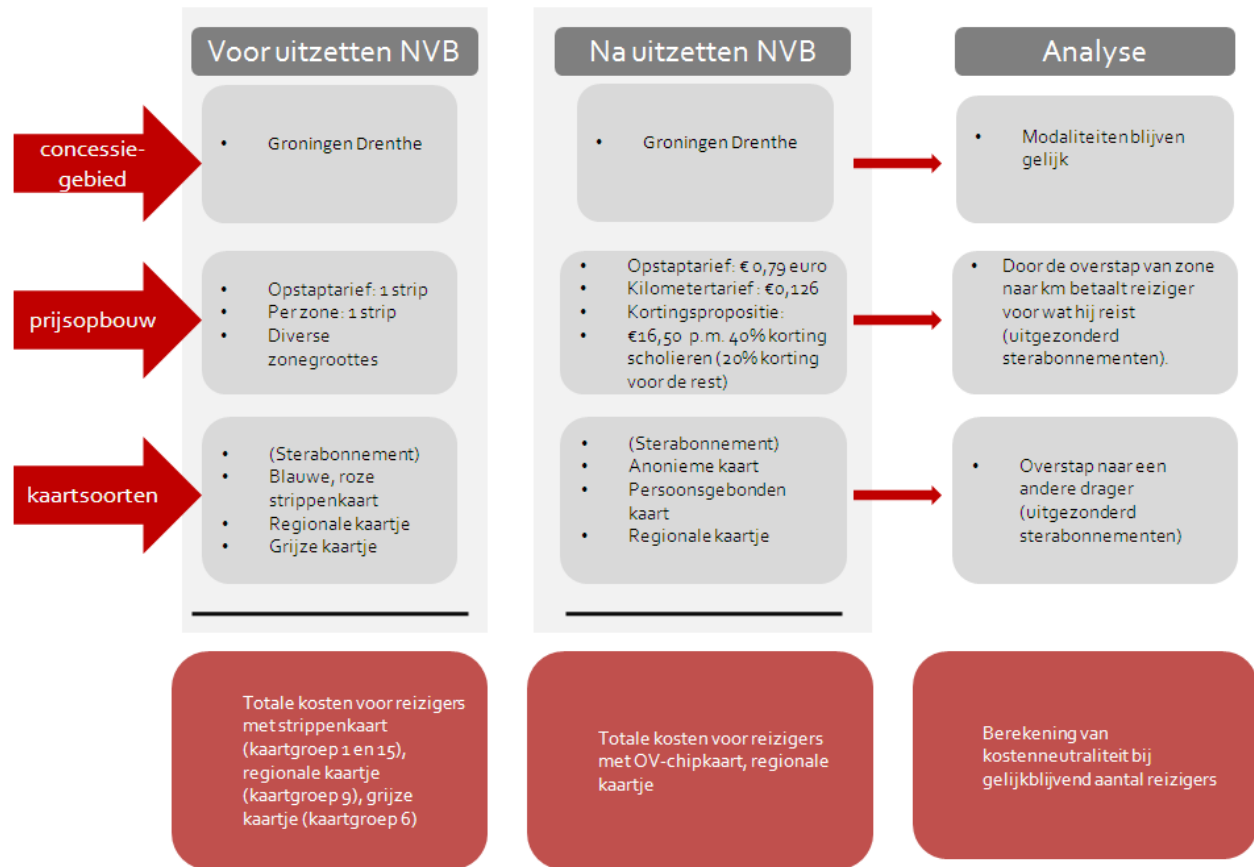 Voor uitzetten NVB
Na uitzetten NVB
Analyse
concessie-
gebied
• Groningen Drenthe
• Groningen Drenthe
• Modaliteiten blijven
gelijk
prijsopbouw
• Opstaptarief: 1 strip
• Per zone: 1 strip
• Diverse
zonegroottes
• Opstaptarief: € 0,79 euro
• Kilometertarief: €0,126
• Kortingspropositie:
• €16,50 p.m. 40% korting
scholieren (20% korting
voor de rest)
• Door de overstap van zone
naar km betaalt reiziger
voor wat hij reist
(uitgezonderd
sterabonnementen).
kaartsoorten
• (Sterabonnement)
• Blauwe, roze
strippenkaart
• Regionale kaartje
• Grijze kaartje
• (Sterabonnement)
• Anonieme kaart
• Persoonsgebonden
kaart
• Regionale kaartje
• Overstap naar een
andere drager
(uitgezonderd
sterabonnementen)
Totale kosten voor reizigers
met strippenkaart
(kaartgroep 1 en 15),
regionale kaartje
(kaartgroep 9), grijze
kaartje (kaartgroep 6)
Totale kosten voor reizigers
met OV-chipkaart, regionale
kaartje
Berekening van
kostenneutraliteit bij
gelijkblijvend aantal reizigers